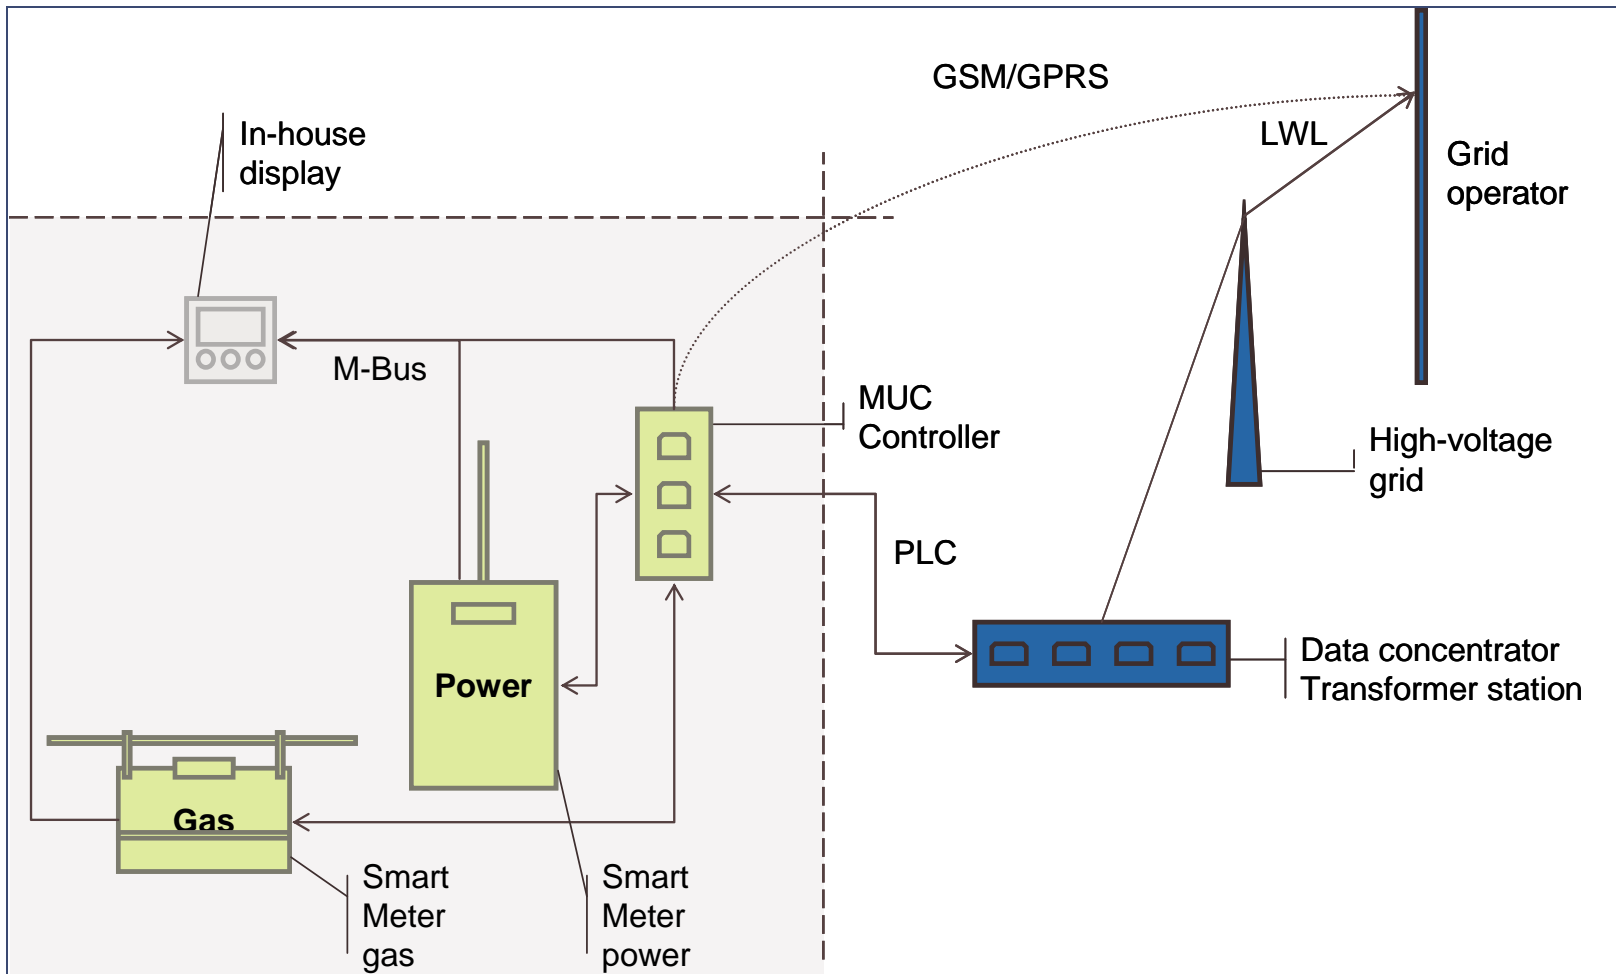 GSM/GPRS
LWL
In-house
display
Grid
operator
M-Bus
MUC
Controller
High-voltage
grid
PLC
Power
Data concentrator
Transformer station
Gas
Smart
Meter
gas
Smart
Meter
power